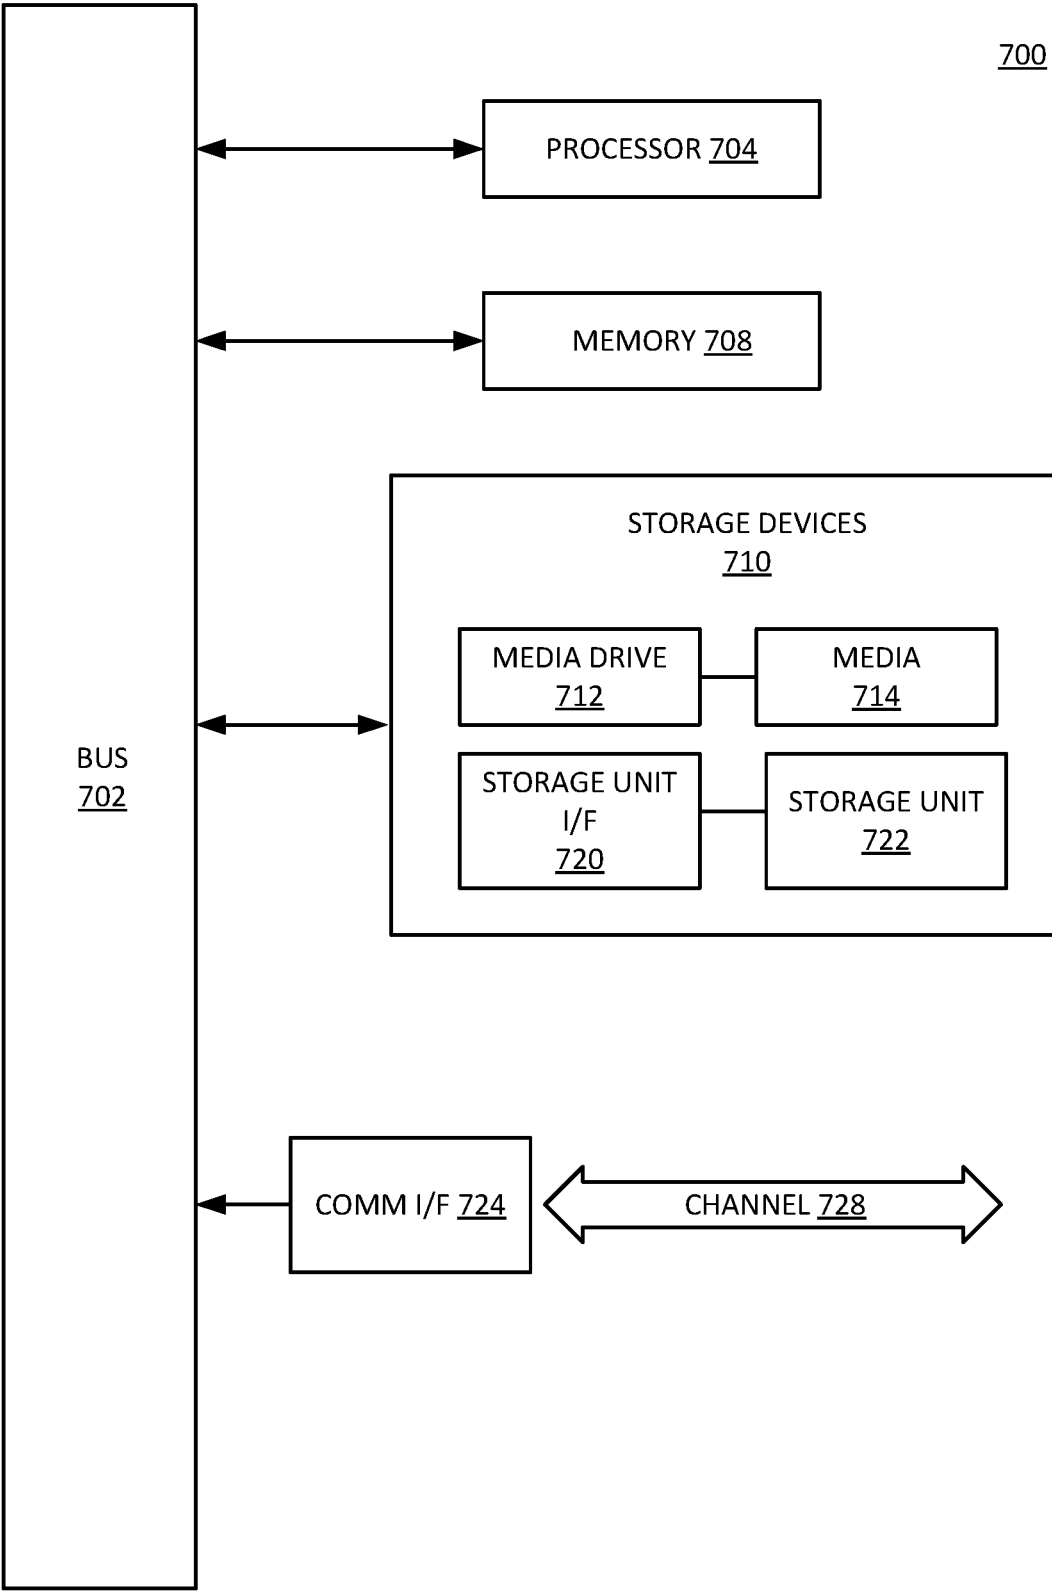 700
PROCESSOR 704
MEMORY 708
STORAGE DEVICES
710
MEDIA DRIVE
712
MEDIA
714
BUS
702
STORAGE UNIT
I/F
720
STORAGE UNIT
722
COMM I/F 724
CHANNEL 728